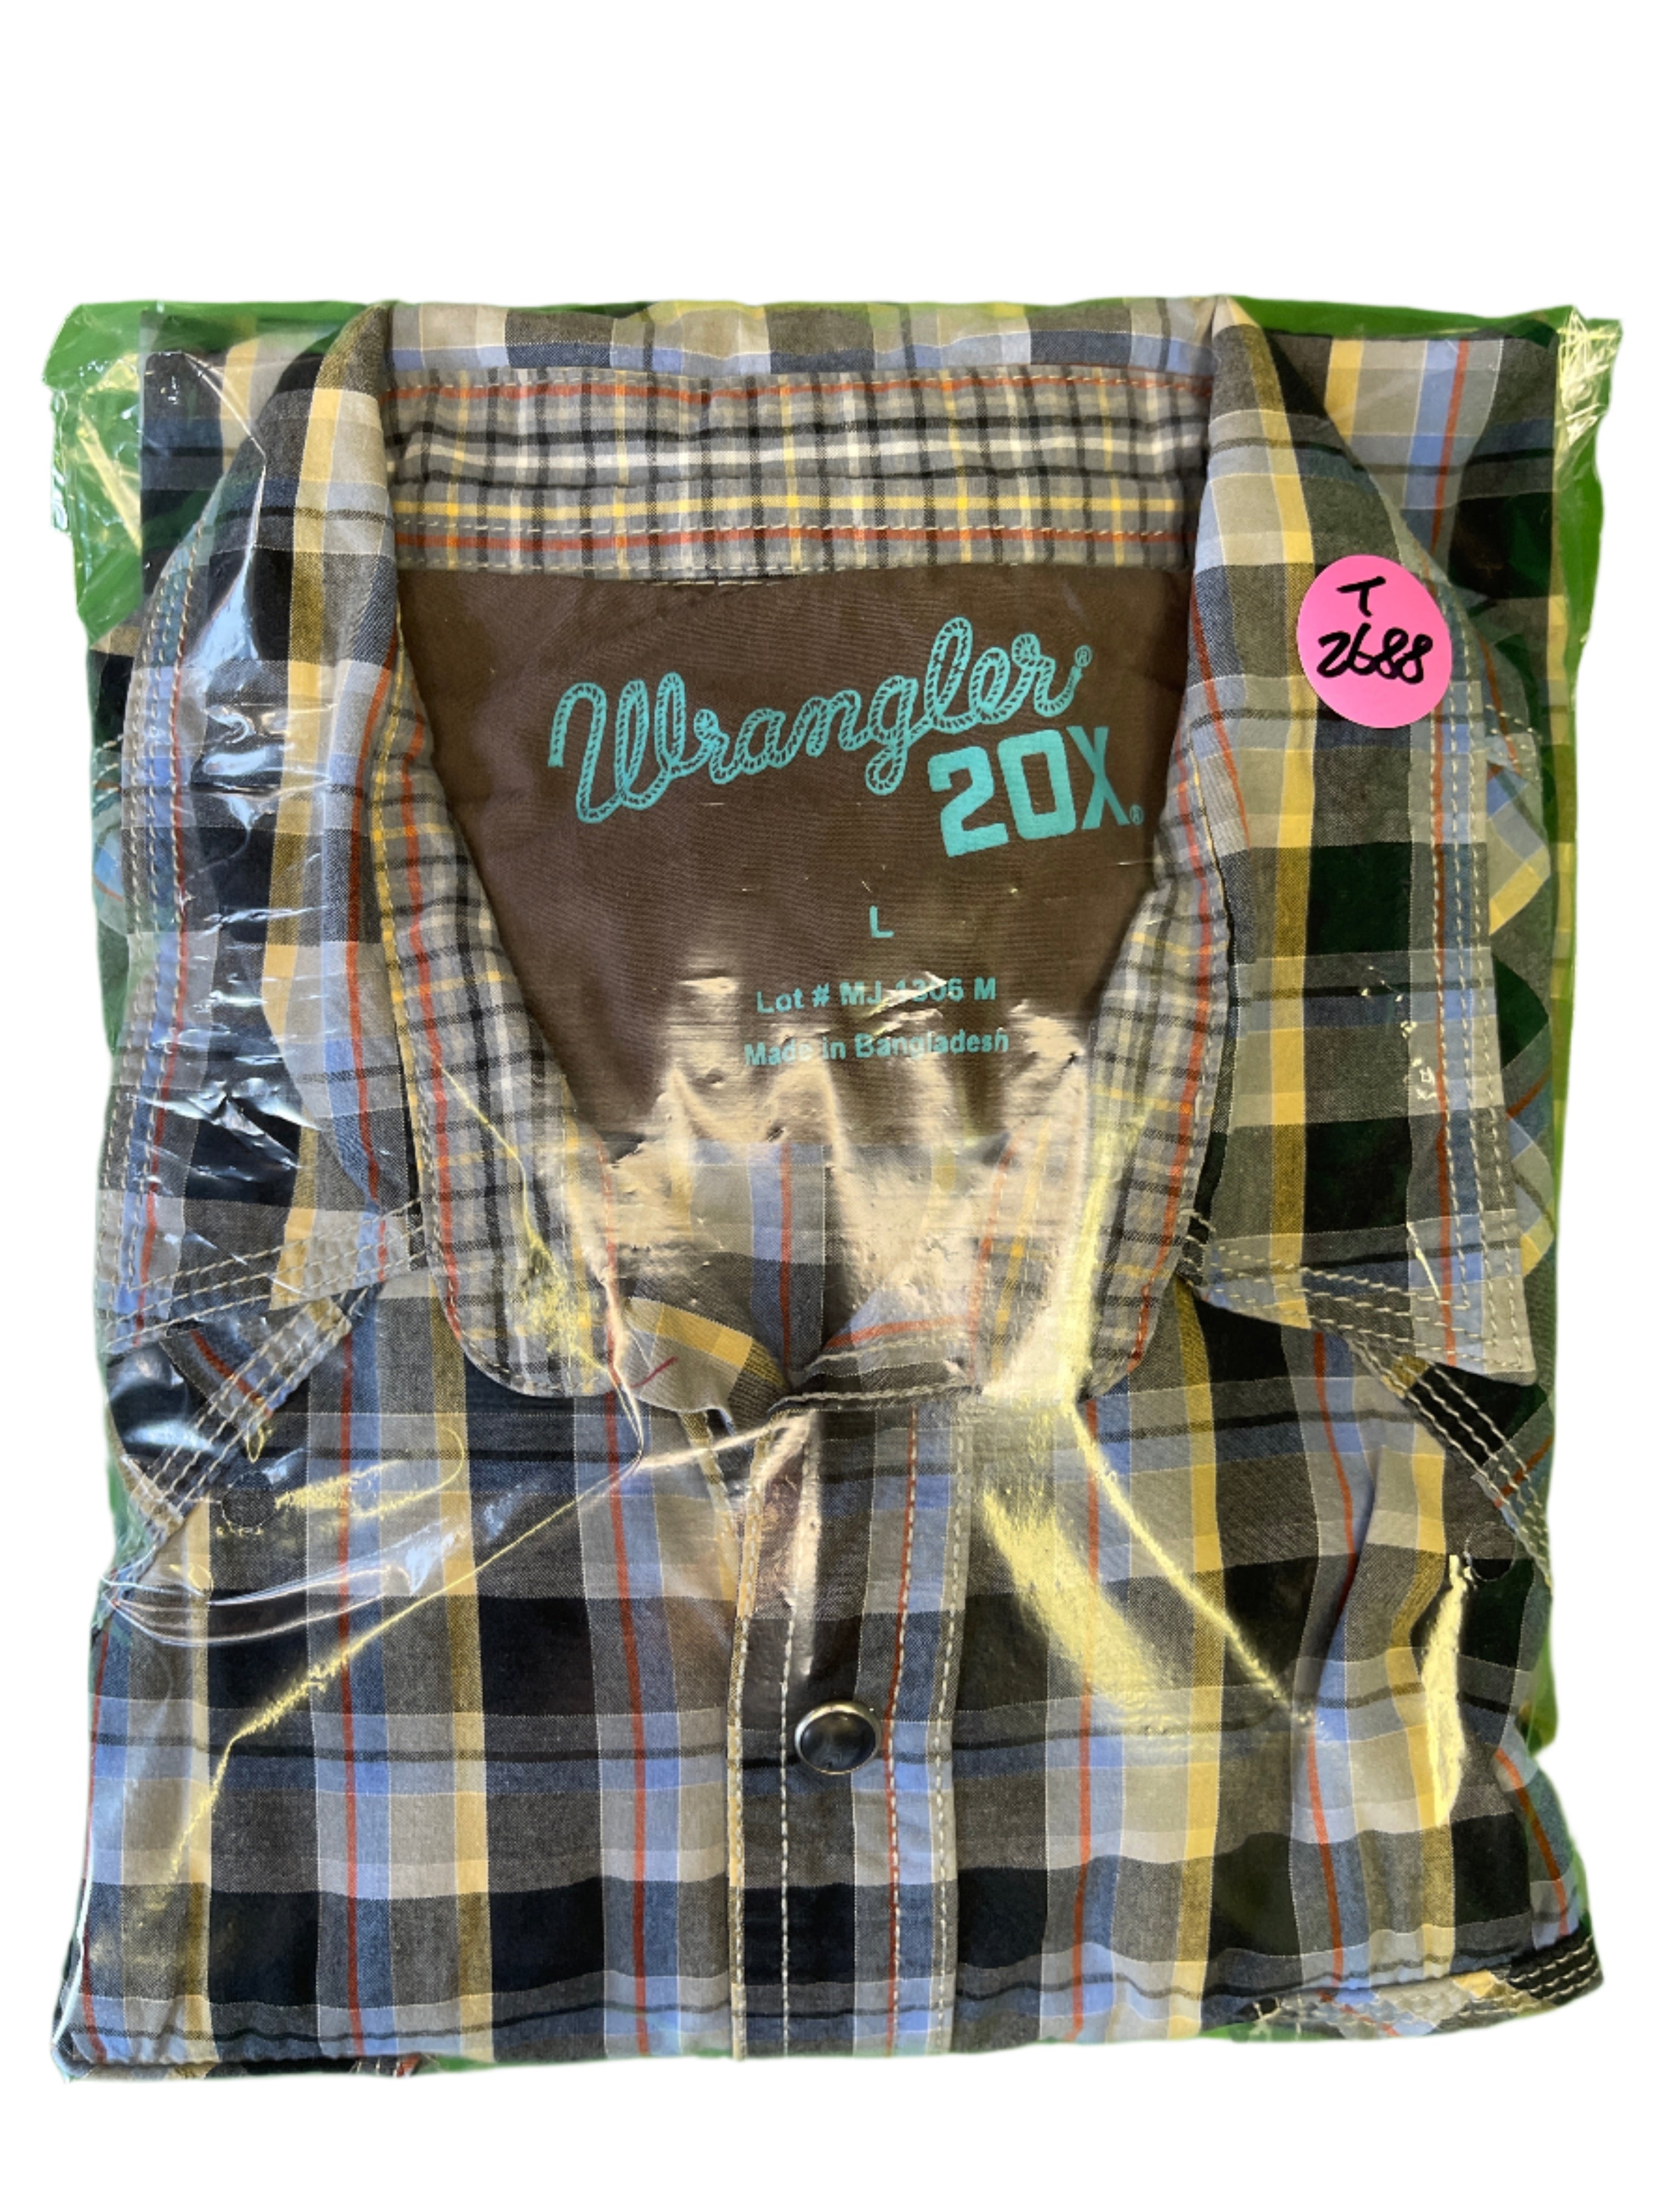 T
2688
Wrangler®
20X®
L
Lot # MJ-1306 M
Made in Bangladesh